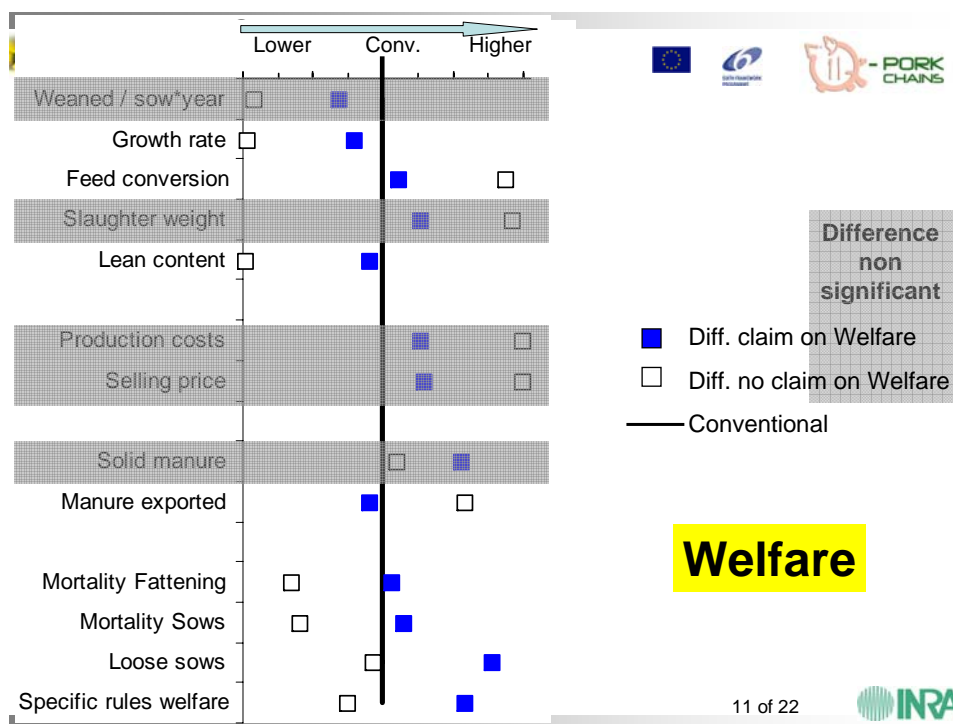 Lower Conv. Higher
Weaned / sow*year
Growth rate
Feed conversion
Slaughter weight
Lean content
Production costs
Selling price
Solid manure
Manure exported
Mortality Fattening
Mortality Sows
Loose sows
Specific rules welfare
- PORK
CHAINS
Difference
non
significant
Diff. claim on Welfare
Diff. no claim on Welfare
Conventional
Welfare
11 of 22
INRA